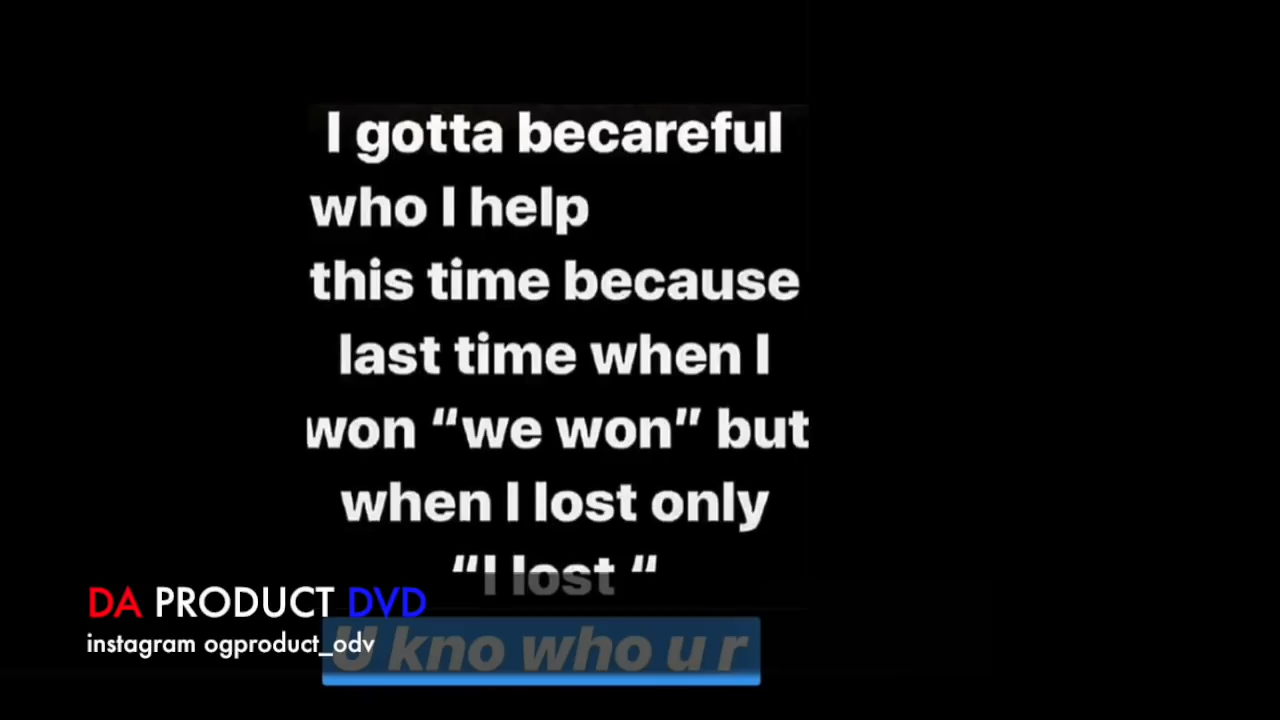 I gotta becareful
who I help
this time because
last time when I
won “we won” but
when I lost only
“I lost “
DA PRODUCT DVD
instagram ogproduct_odv
U kno who u r